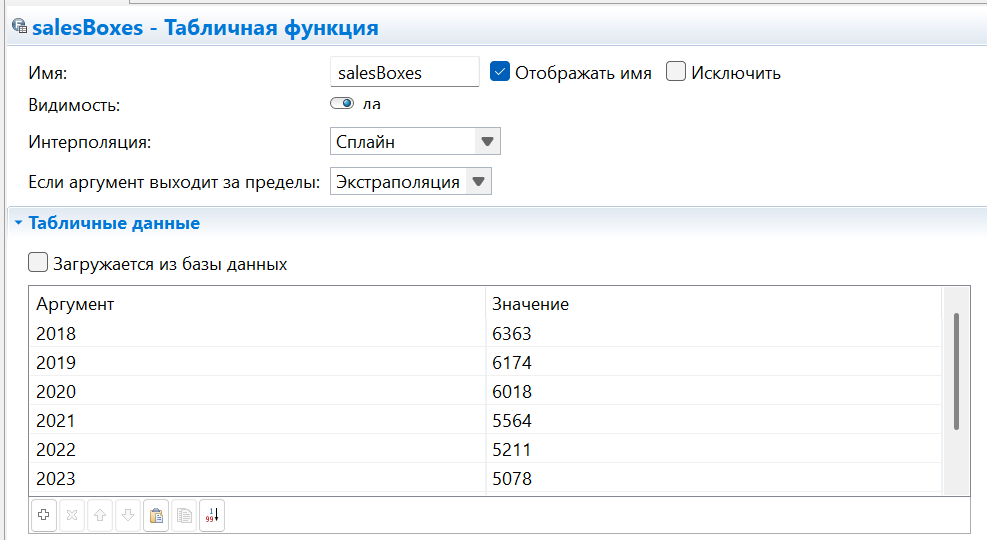 salesBoxes - Табличная функция
Имя: salesBoxes Отображать имя Исключить
Видимость: да
Интерполяция: Сплайн
Если аргумент выходит за пределы: Экстраполяция
Табличные данные
Загружается из базы данных
Аргумент Значение
2018 6363
2019 6174
2020 6018
2021 5564
2022 5211
2023 5078